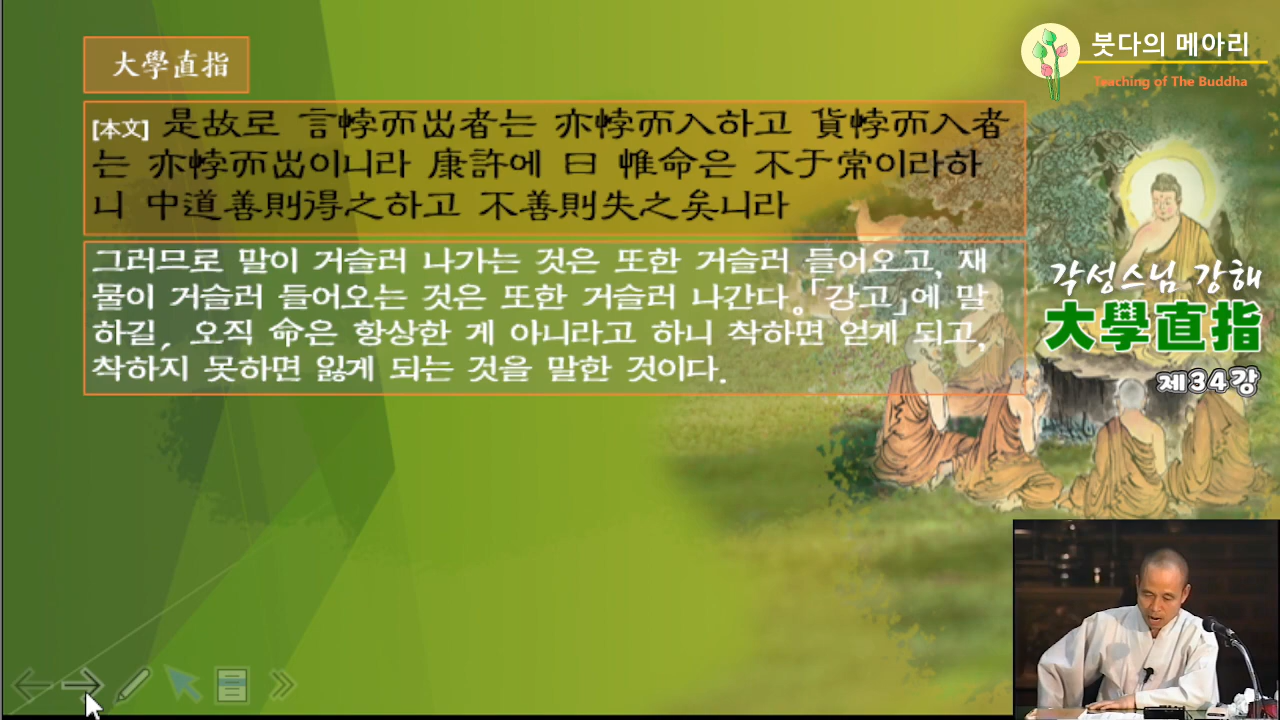 大學直指
붓다의 메아리
Teaching of The Buddha
[本文] 是故로 言悖而出者는 亦悖而入하고 貨悖而入者
는 亦悖而出이니라 康誥에 曰 惟命은 不于常이라하
니 中道善則得之하고 不善則失之矣니라
그러므로 말이 거슬러 나가는 것은 또한 거슬러 들어오고, 재
물이 거슬러 들어오는 것은 또한 거슬러 나간다。「강고」에 말
하길, 오직 命은 항상한 게 아니라고 하니 착하면 얻게 되고,
착하지 못하면 잃게 되는 것을 말한 것이다.
각성스님 강해
大學直指
제34강